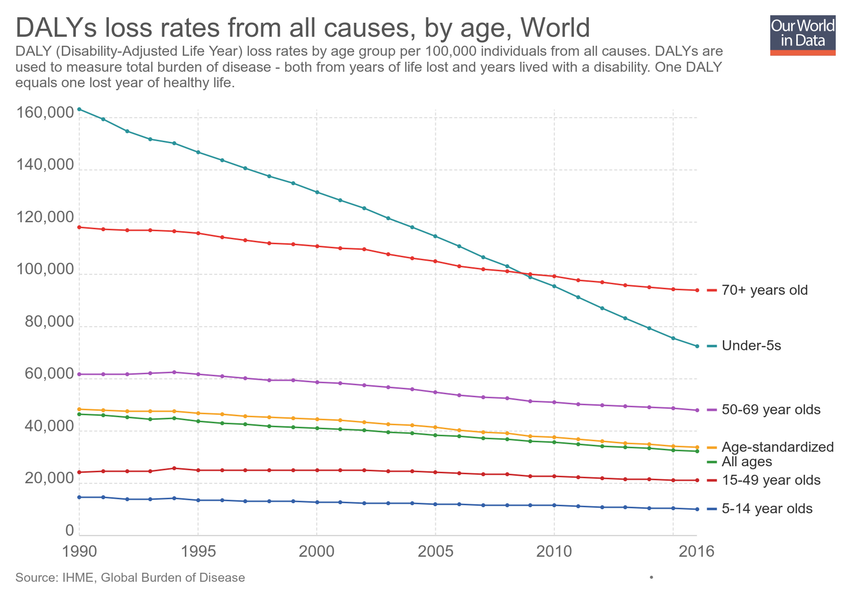 DALYs loss rates from all causes, by age, World
Our World
in Data
DALY (Disability-Adjusted Life Year) loss rates by age group per 100,000 individuals from all causes. DALYs are
used to measure total burden of disease - both from years of life lost and years lived with a disability. One DALY
equals one lost year of healthy life.
160,000
140,000
120,000
100,000
80,000
60,000
40,000
20,000
0
70+ years old
Under-5s
50-69 year olds
Age-standardized
All ages
15-49 year olds
5-14 year olds
1990 1995 2000 2005 2010 2016
Source: IHME, Global Burden of Disease